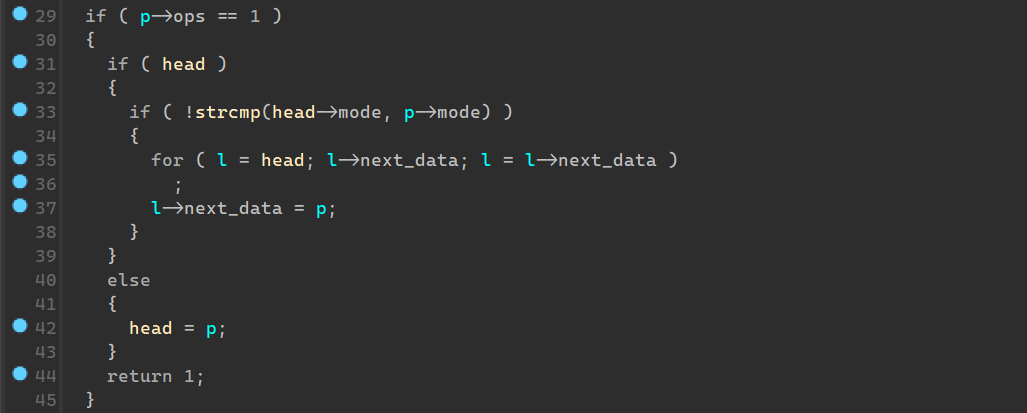 29 if ( p->ops == 1 )
30 {
31   if ( head )
32   {
33     if ( !strcmp(head->mode, p->mode) )
34     {
35       for ( l = head; l->next_data; l = l->next_data )
36         ;
37       l->next_data = p;
38     }
39   }
40   else
41   {
42     head = p;
43   }
44   return 1;
45 }